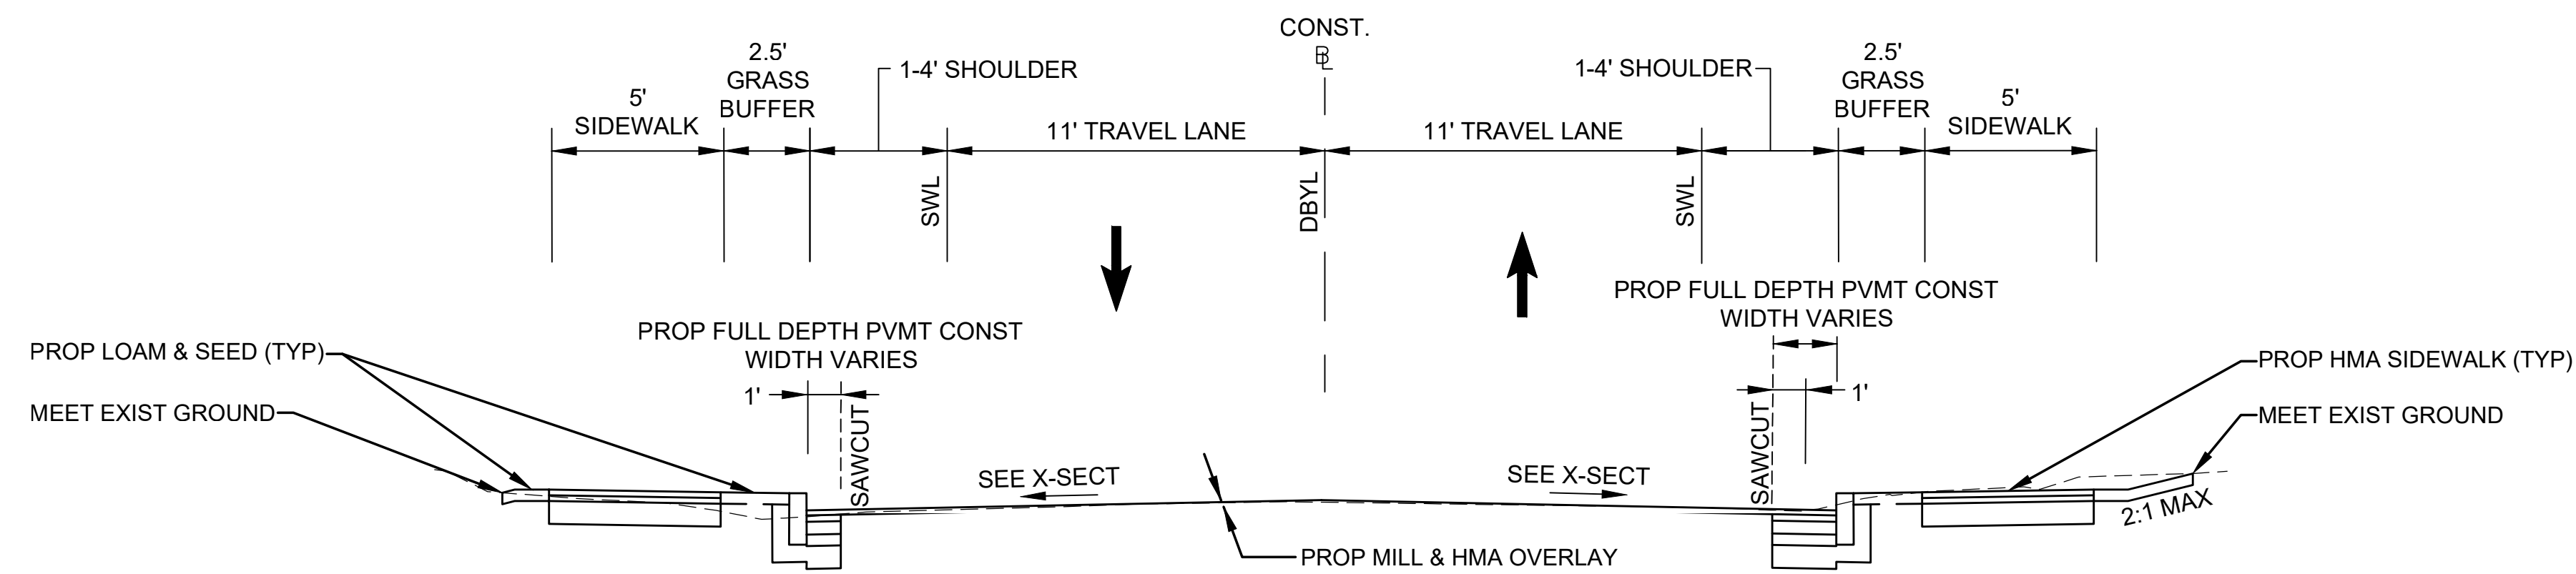 CONST.
BL
2.5'
GRASS
BUFFER
1-4' SHOULDER
1-4' SHOULDER
2.5'
GRASS
BUFFER
5'
SIDEWALK
11' TRAVEL LANE
11' TRAVEL LANE
5'
SIDEWALK
SWL
DBYL
SWL
PROP FULL DEPTH PVMT CONST
WIDTH VARIES
PROP FULL DEPTH PVMT CONST
WIDTH VARIES
PROP LOAM & SEED (TYP)
PROP HMA SIDEWALK (TYP)
1'
1'
MEET EXIST GROUND
MEET EXIST GROUND
SAWCUT
SAWCUT
SEE X-SECT
SEE X-SECT
2:1 MAX
PROP MILL & HMA OVERLAY